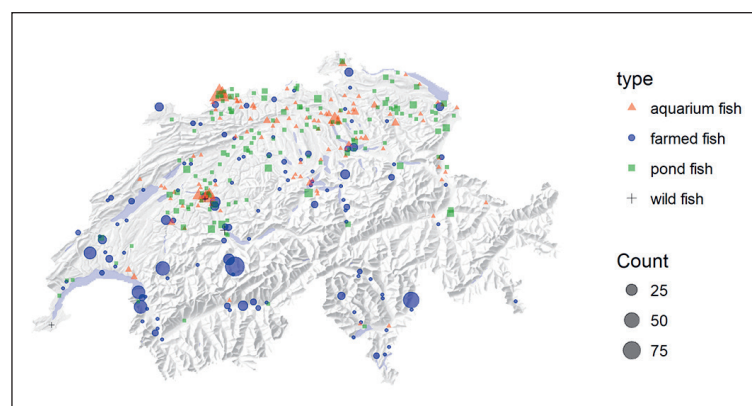 type
aquarium fish
farmed fish
pond fish
wild fish
Count
25
50
75